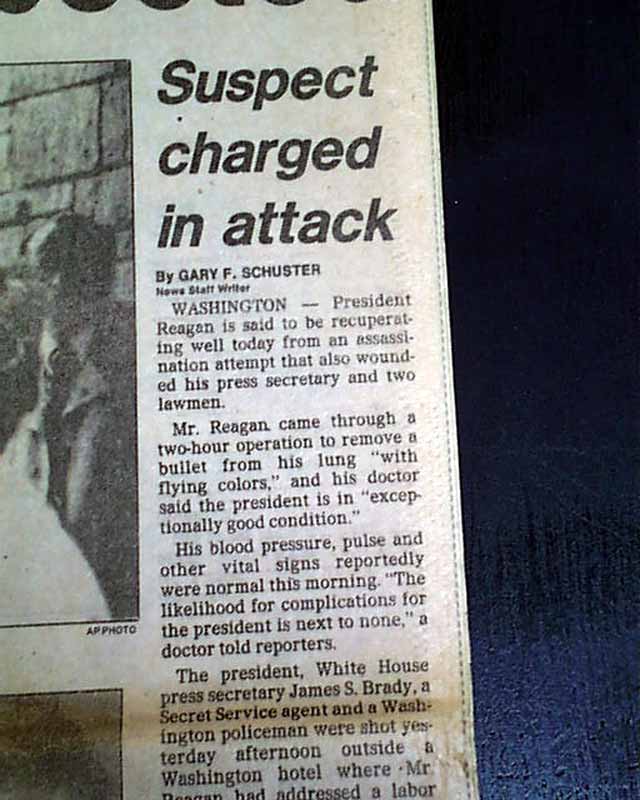 Suspect
charged
in attack
By GARY F. SCHUSTER
News Staff Writer
WASHINGTON — President
Reagan is said to be recuperat-
ing well today from an assassi-
nation attempt that also wound-
ed his press secretary and two
lawmen.
Mr. Reagan came through a
two-hour operation to remove a
bullet from his lung "with
flying colors," and his doctor
said the president is in "excep-
tionally good condition."
His blood pressure, pulse and
other vital signs reportedly
were normal this morning. "The
likelihood for complications for
the president is next to none," a
doctor told reporters.
The president, White House
press secretary James S. Brady, a
Secret Service agent and a Wash-
ington policeman were shot yes-
terday afternoon outside a
Washington hotel where Mr.
Reagan had addressed a labor
AP PHOTO